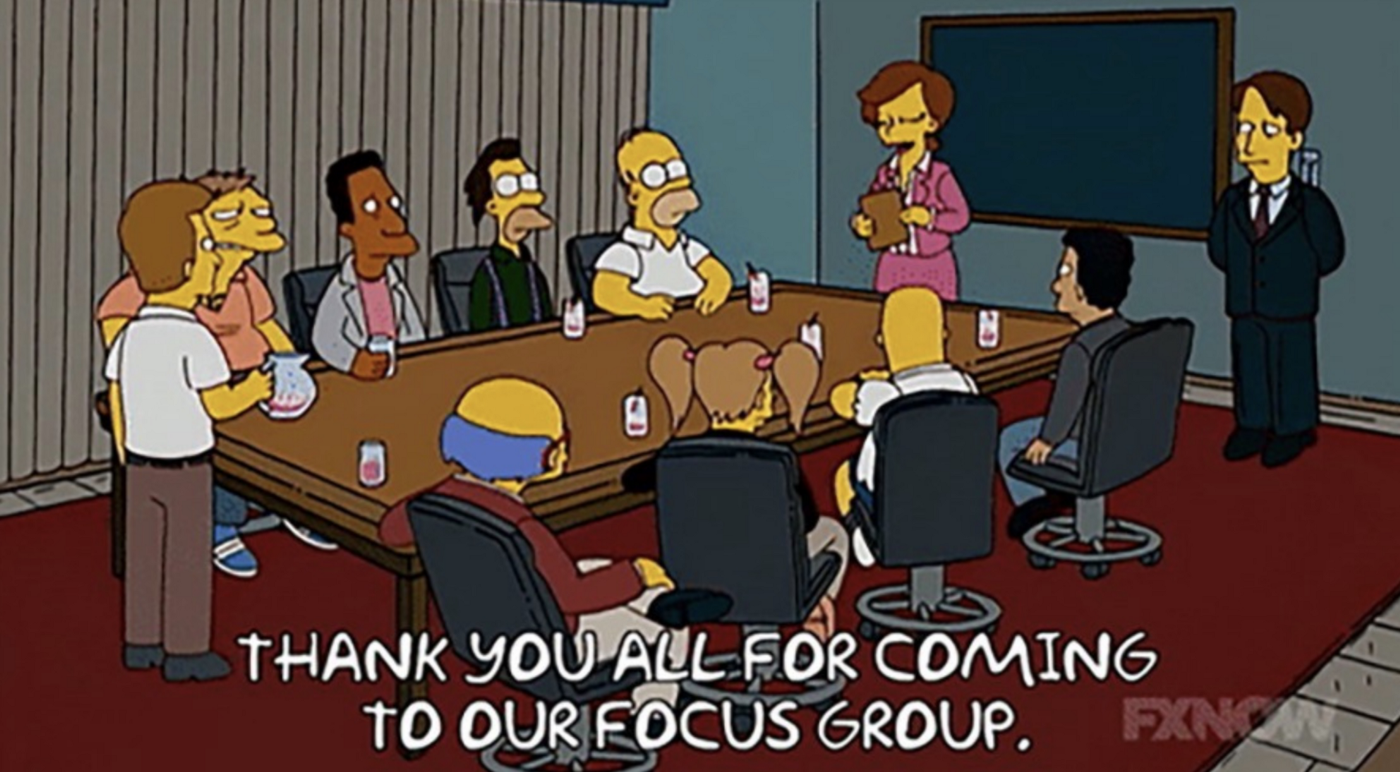 THANK YOU ALL FOR COMING
TO OUR FOCUS GROUP.
FXNOW